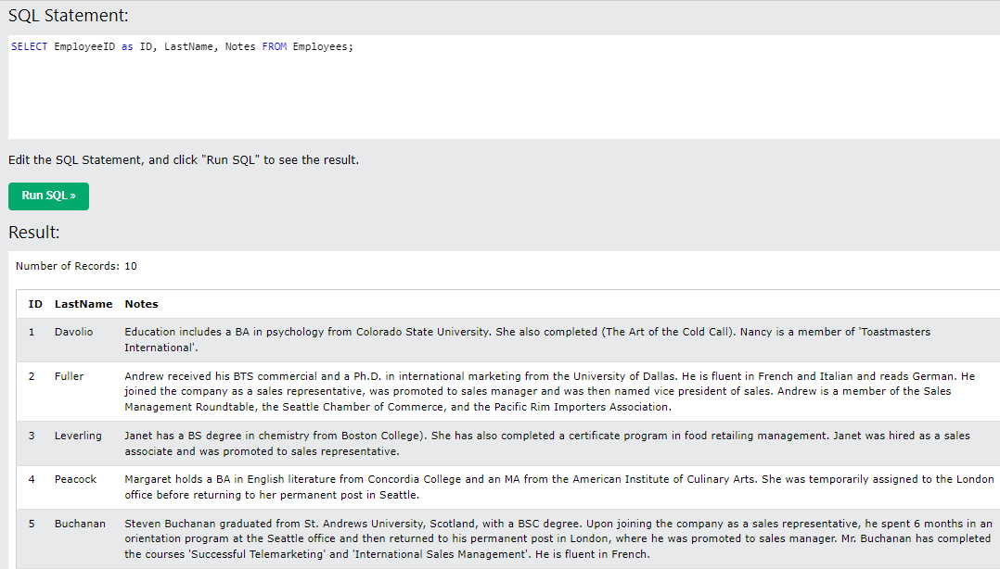 SQL Statement:
SELECT EmployeeID as ID, LastName, Notes FROM Employees;
Edit the SQL Statement, and click "Run SQL" to see the result.
Run SQL »
Result:
Number of Records: 10
ID LastName Notes
1 Davolio Education includes a BA in psychology from Colorado State University. She also completed (The Art of the Cold Call). Nancy is a member of 'Toastmasters
International'.
2 Fuller Andrew received his BTS commercial and a Ph.D. in international marketing from the University of Dallas. He is fluent in French and Italian and reads German. He
joined the company as a sales representative, was promoted to sales manager and was then named vice president of sales. Andrew is a member of the Sales
Management Roundtable, the Seattle Chamber of Commerce, and the Pacific Rim Importers Association.
3 Leverling Janet has a BS degree in chemistry from Boston College). She has also completed a certificate program in food retailing management. Janet was hired as a sales
associate and was promoted to sales representative.
4 Peacock Margaret holds a BA in English literature from Concordia College and an MA from the American Institute of Culinary Arts. She was temporarily assigned to the London
office before returning to her permanent post in Seattle.
5 Buchanan Steven Buchanan graduated from St. Andrews University, Scotland, with a BSC degree. Upon joining the company as a sales representative, he spent 6 months in an
orientation program at the Seattle office and then returned to his permanent post in London, where he was promoted to sales manager. Mr. Buchanan has completed
the courses 'Successful Telemarketing' and 'International Sales Management'. He is fluent in French.